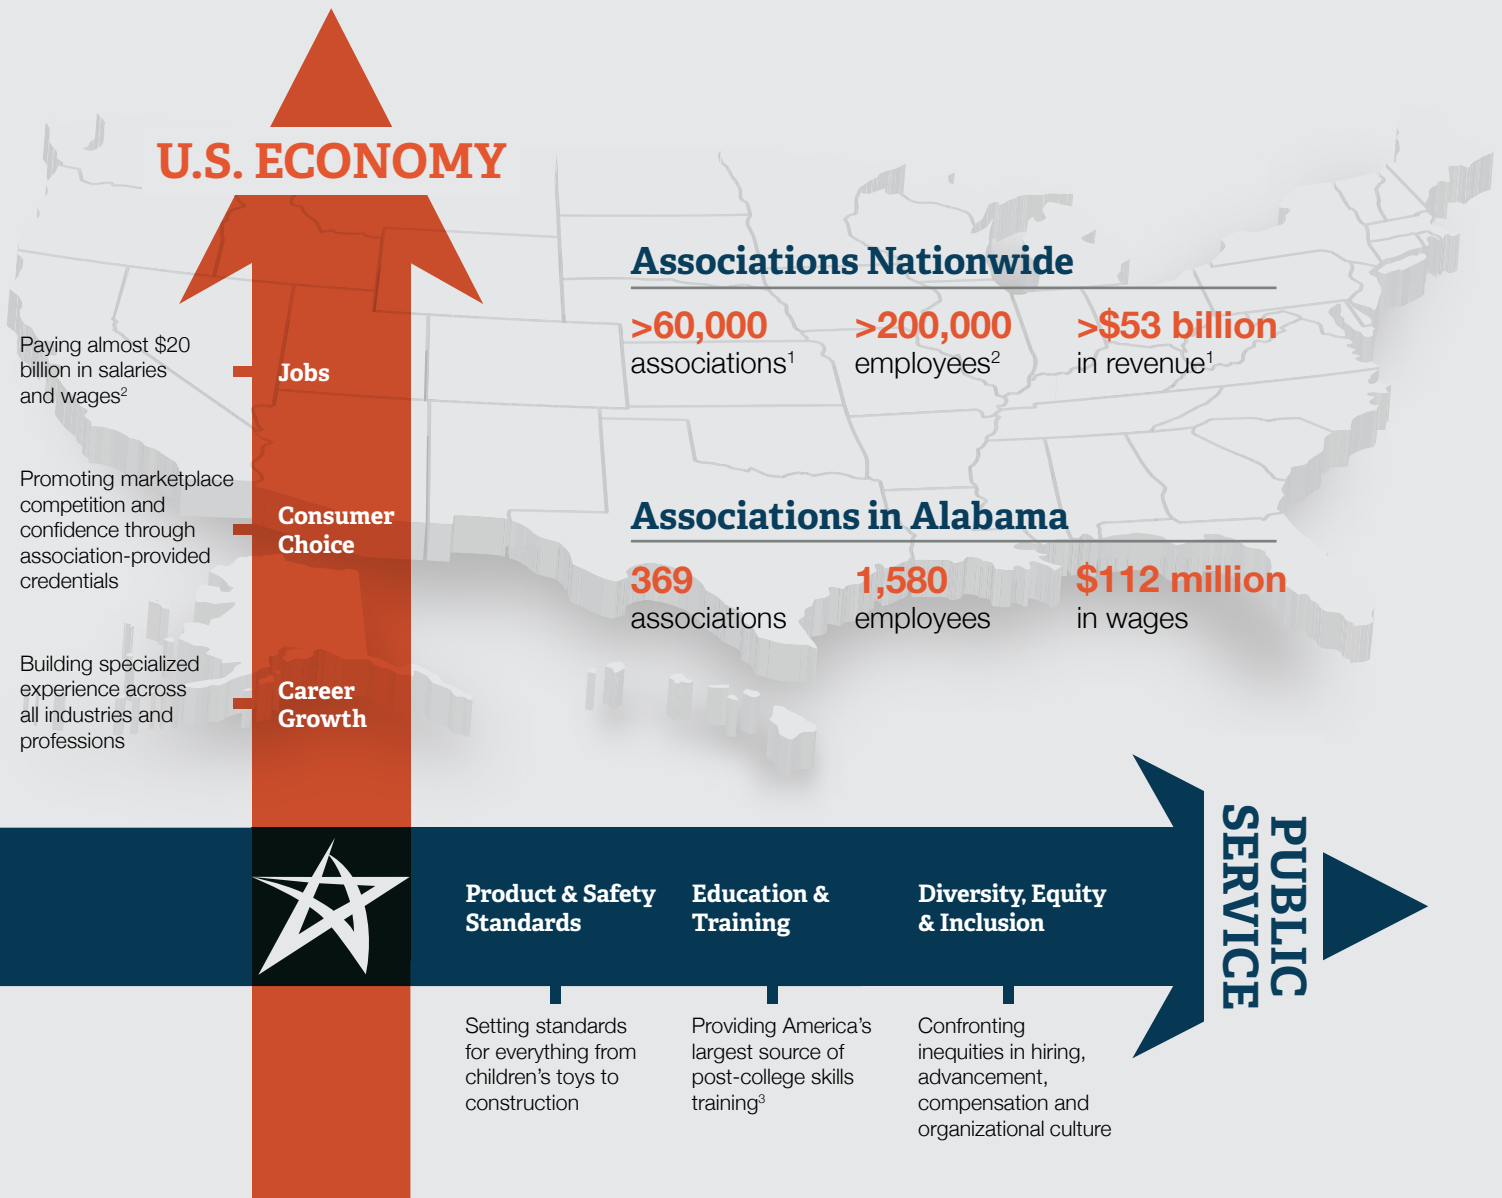 U.S. ECONOMY
Paying almost $20
billion in salaries
and wages²
Jobs
Promoting marketplace
competition and
confidence through
association-provided
credentials
Consumer
Choice
Building specialized
experience across
all industries and
professions
Career
Growth
Associations Nationwide
>60,000
associations¹
>200,000
employees²
>$53 billion
in revenue¹
Associations in Alabama
369
associations
1,580
employees
$112 million
in wages
Product & Safety
Standards
Education &
Training
Diversity, Equity
& Inclusion
PUBLIC
SERVICE
Setting standards
for everything from
children’s toys to
construction
Providing America’s
largest source of
post-college skills
training³
Confronting
inequities in hiring,
advancement,
compensation and
organizational culture